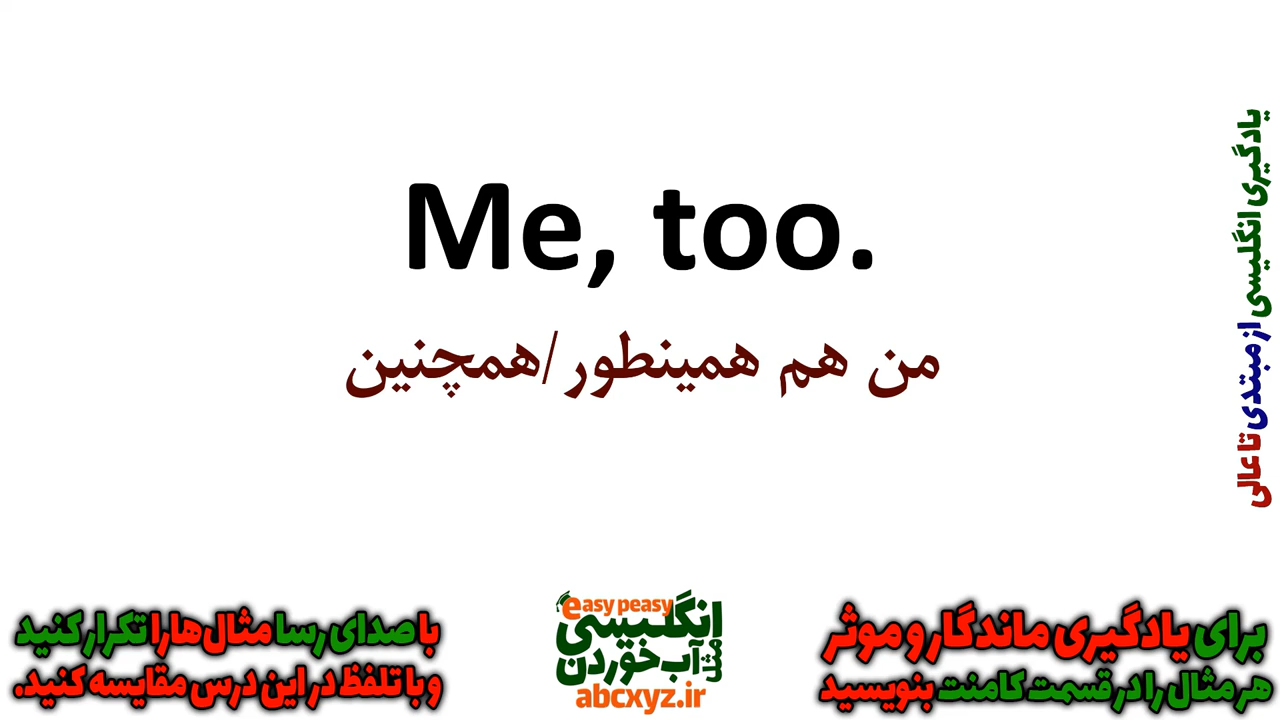 Me, too.
من هم همینطور/همچنین
یادگیری انگلیسی از مبتدی تا عالی
با صدای رسا مثال‌ها را تکرار کنید
و با تلفظ در این درس مقایسه کنید.
easy peasy
انگلیسی
مثل آب خوردن
abcxyz.ir
برای یادگیری ماندگار و موثر
هر مثال را در قسمت کامنت بنویسید